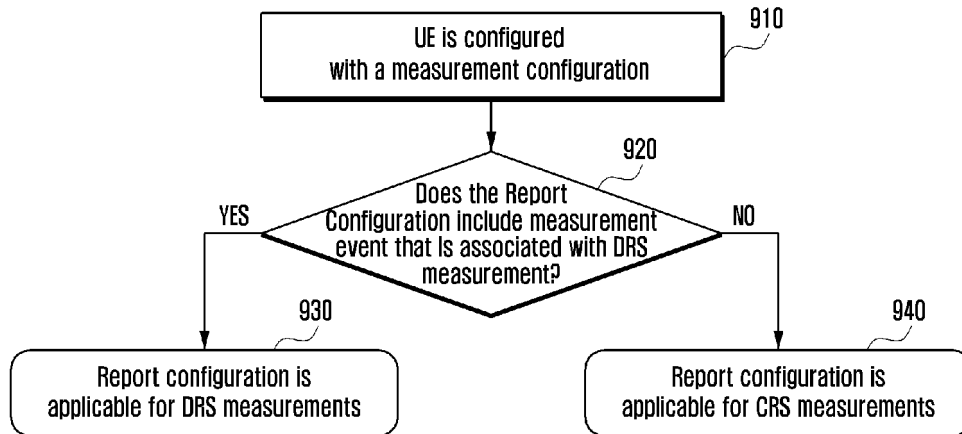 910
UE is configured
with a measurement configuration
920
Does the Report
Configuration include measurement
event that Is associated with DRS
measurement?
YES
NO
930
Report configuration is
applicable for DRS measurements
940
Report configuration is
applicable for CRS measurements